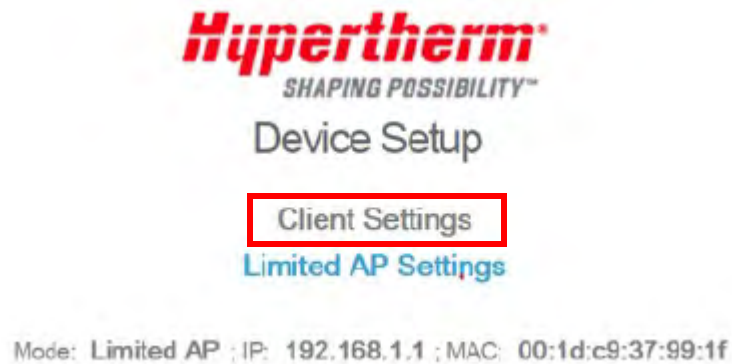 Hypertherm®
SHAPING POSSIBILITY™
Device Setup
Client Settings
Limited AP Settings
Mode: Limited AP ; IP: 192.168.1.1 ; MAC: 00:1d:c9:37:99:1f